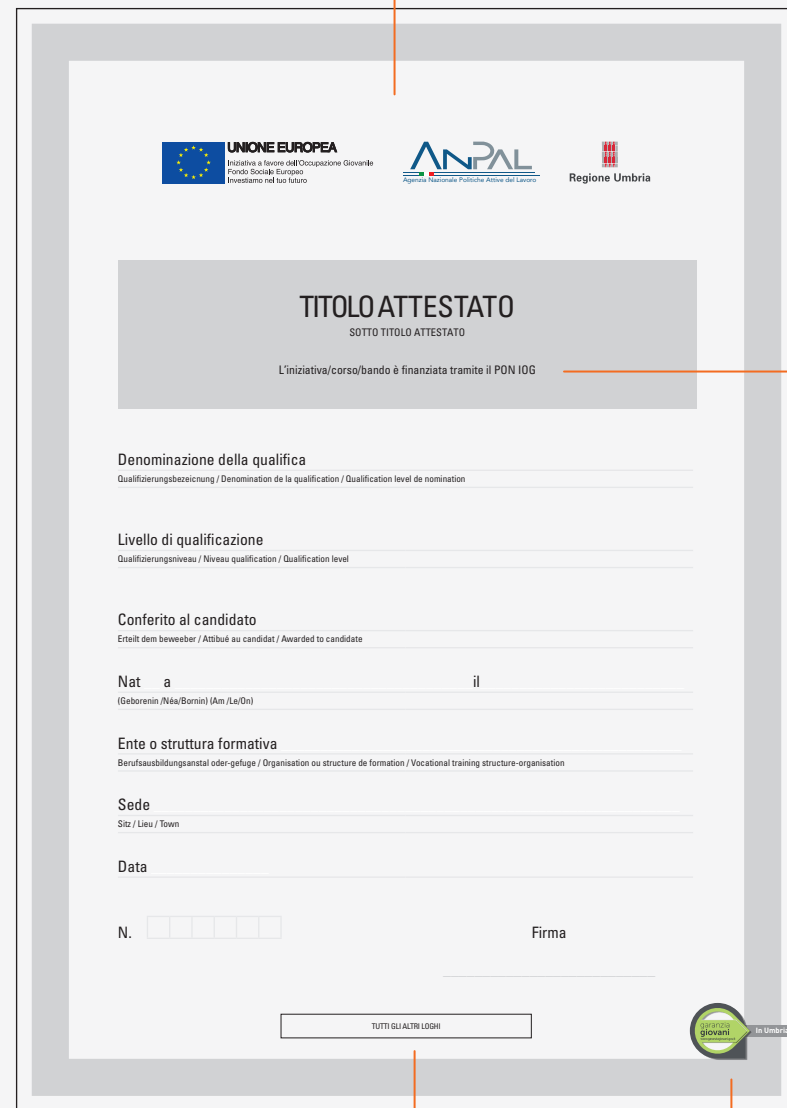 UNIONE EUROPEA
Iniziativa a favore dell'Occupazione Giovanile
Fondo Sociale Europeo
Investiamo nel tuo futuro
ANPAL
Agenzia Nazionale Politiche Attive del Lavoro
Regione Umbria
TITOLO ATTESTATO
SOTTO TITOLO ATTESTATO
L'iniziativa/corso/bando è finanziata tramite il PON IOG
Denominazione della qualifica
Qualifizierungsbezeicnung / Denomination de la qualification / Qualification level de nomination
Livello di qualificazione
Qualifizierungsniveau / Niveau qualification / Qualification level
Conferito al candidato
Erteilt dem beweeber / Attibué au candidat / Awarded to candidate
Nat a il
(Geborenin /Néa/Bornin) (Am /Le/On)
Ente o struttura formativa
Berufsausbildungsanstal oder-gefuge / Organisation ou structure de formation / Vocational training structure-organisation
Sede
Sitz / Lieu / Town
Data
N. Firma
TUTTI GLI ALTRI LOGHI
garanzia
giovani
In Umbria